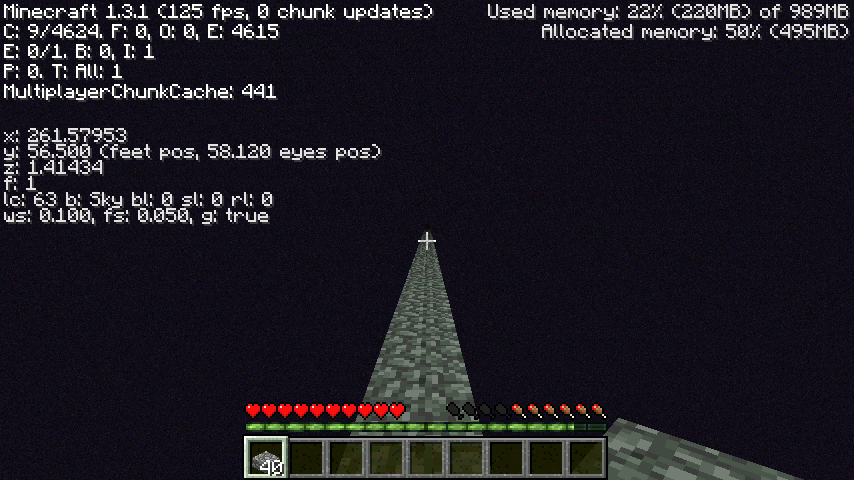 Minecraft 1.3.1 (125 fps, 0 chunk updates)
C: 9/4624. F: 0, O: 0, E: 4615
E: 0/1. B: 0, I: 1
P: 0. T: All: 1
MultiplayerChunkCache: 441
Used memory: 22% (220MB) of 989MB
Allocated memory: 50% (495MB)
x: 261.57953
y: 56.500 (feet pos, 58.120 eyes pos)
z: 1.41434
f: 1
lc: 63 b: Sky bl: 0 sl: 0 rl: 0
ws: 0.100, fs: 0.050, g: true
40